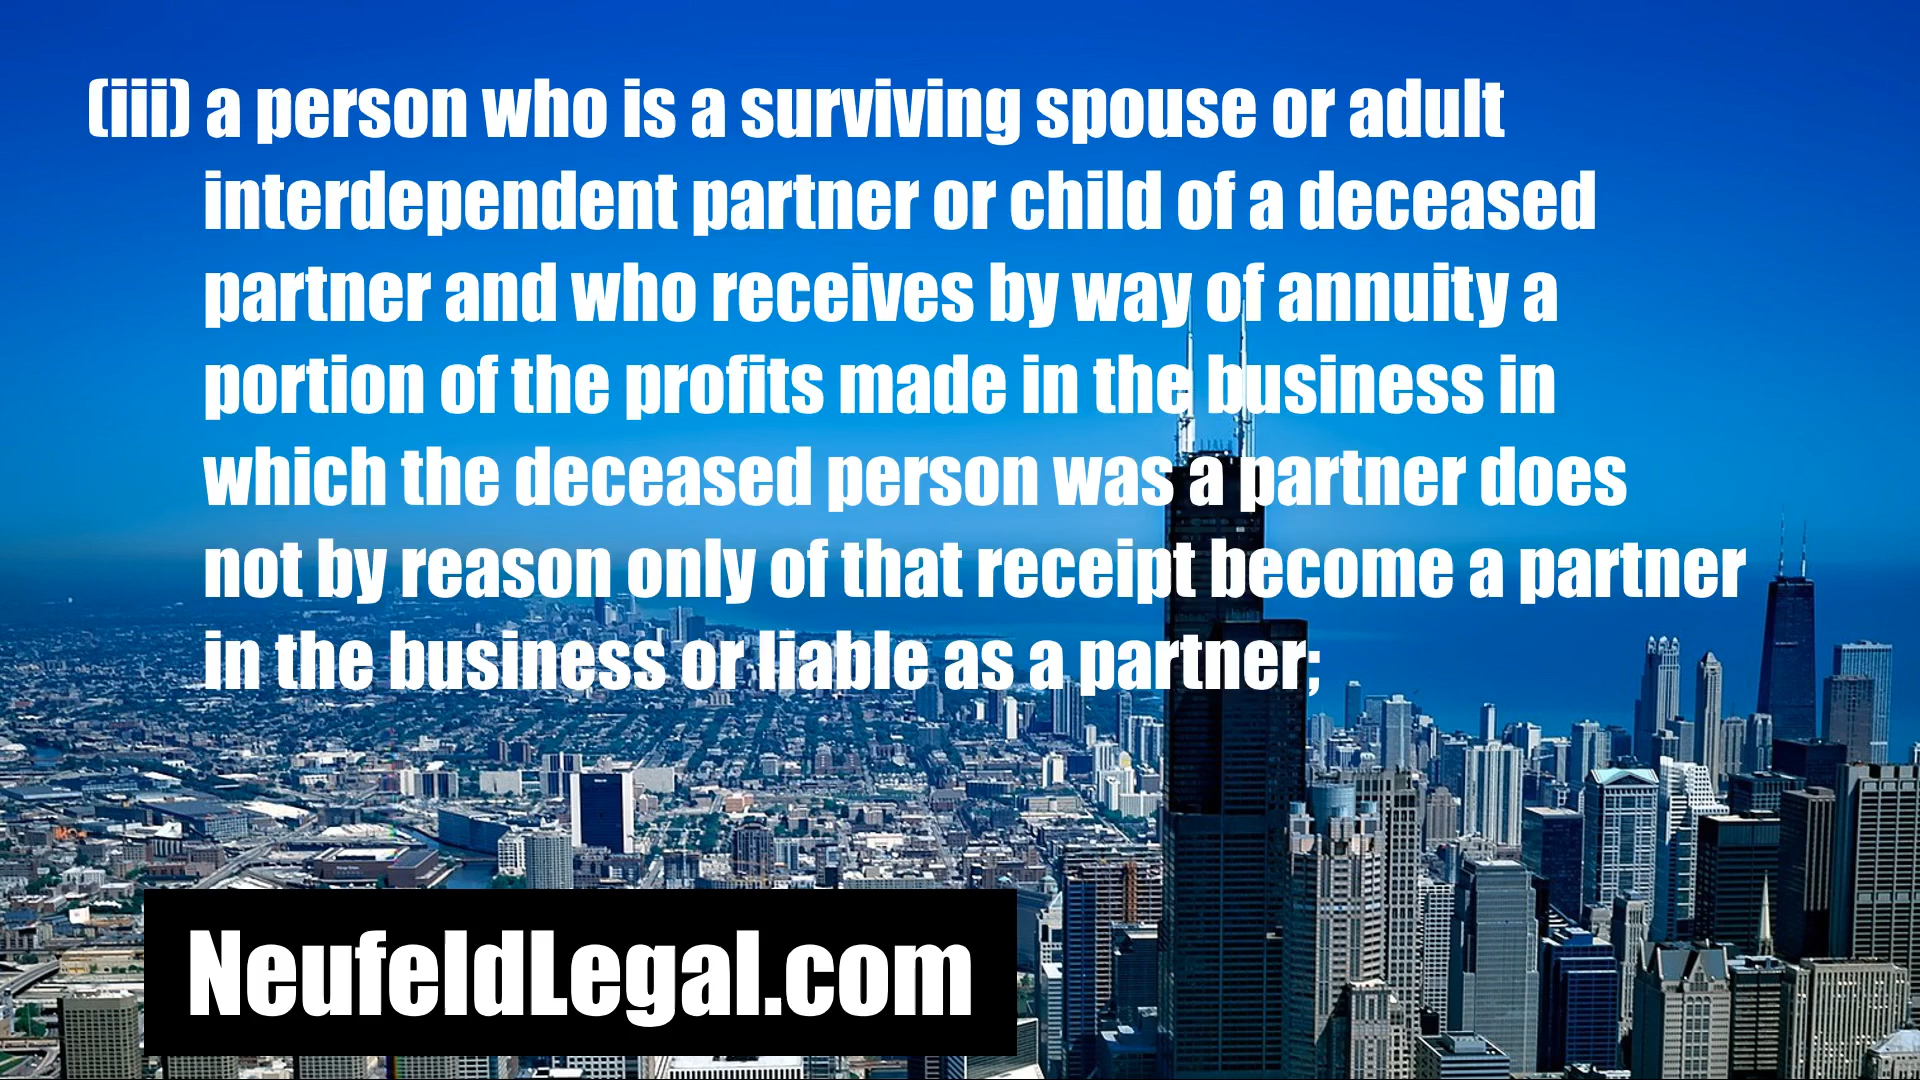 (iii) a person who is a surviving spouse or adult
interdependent partner or child of a deceased
partner and who receives by way of annuity a
portion of the profits made in the business in
which the deceased person was a partner does
not by reason only of that receipt become a partner
in the business or liable as a partner;
NeufeldLegal.com